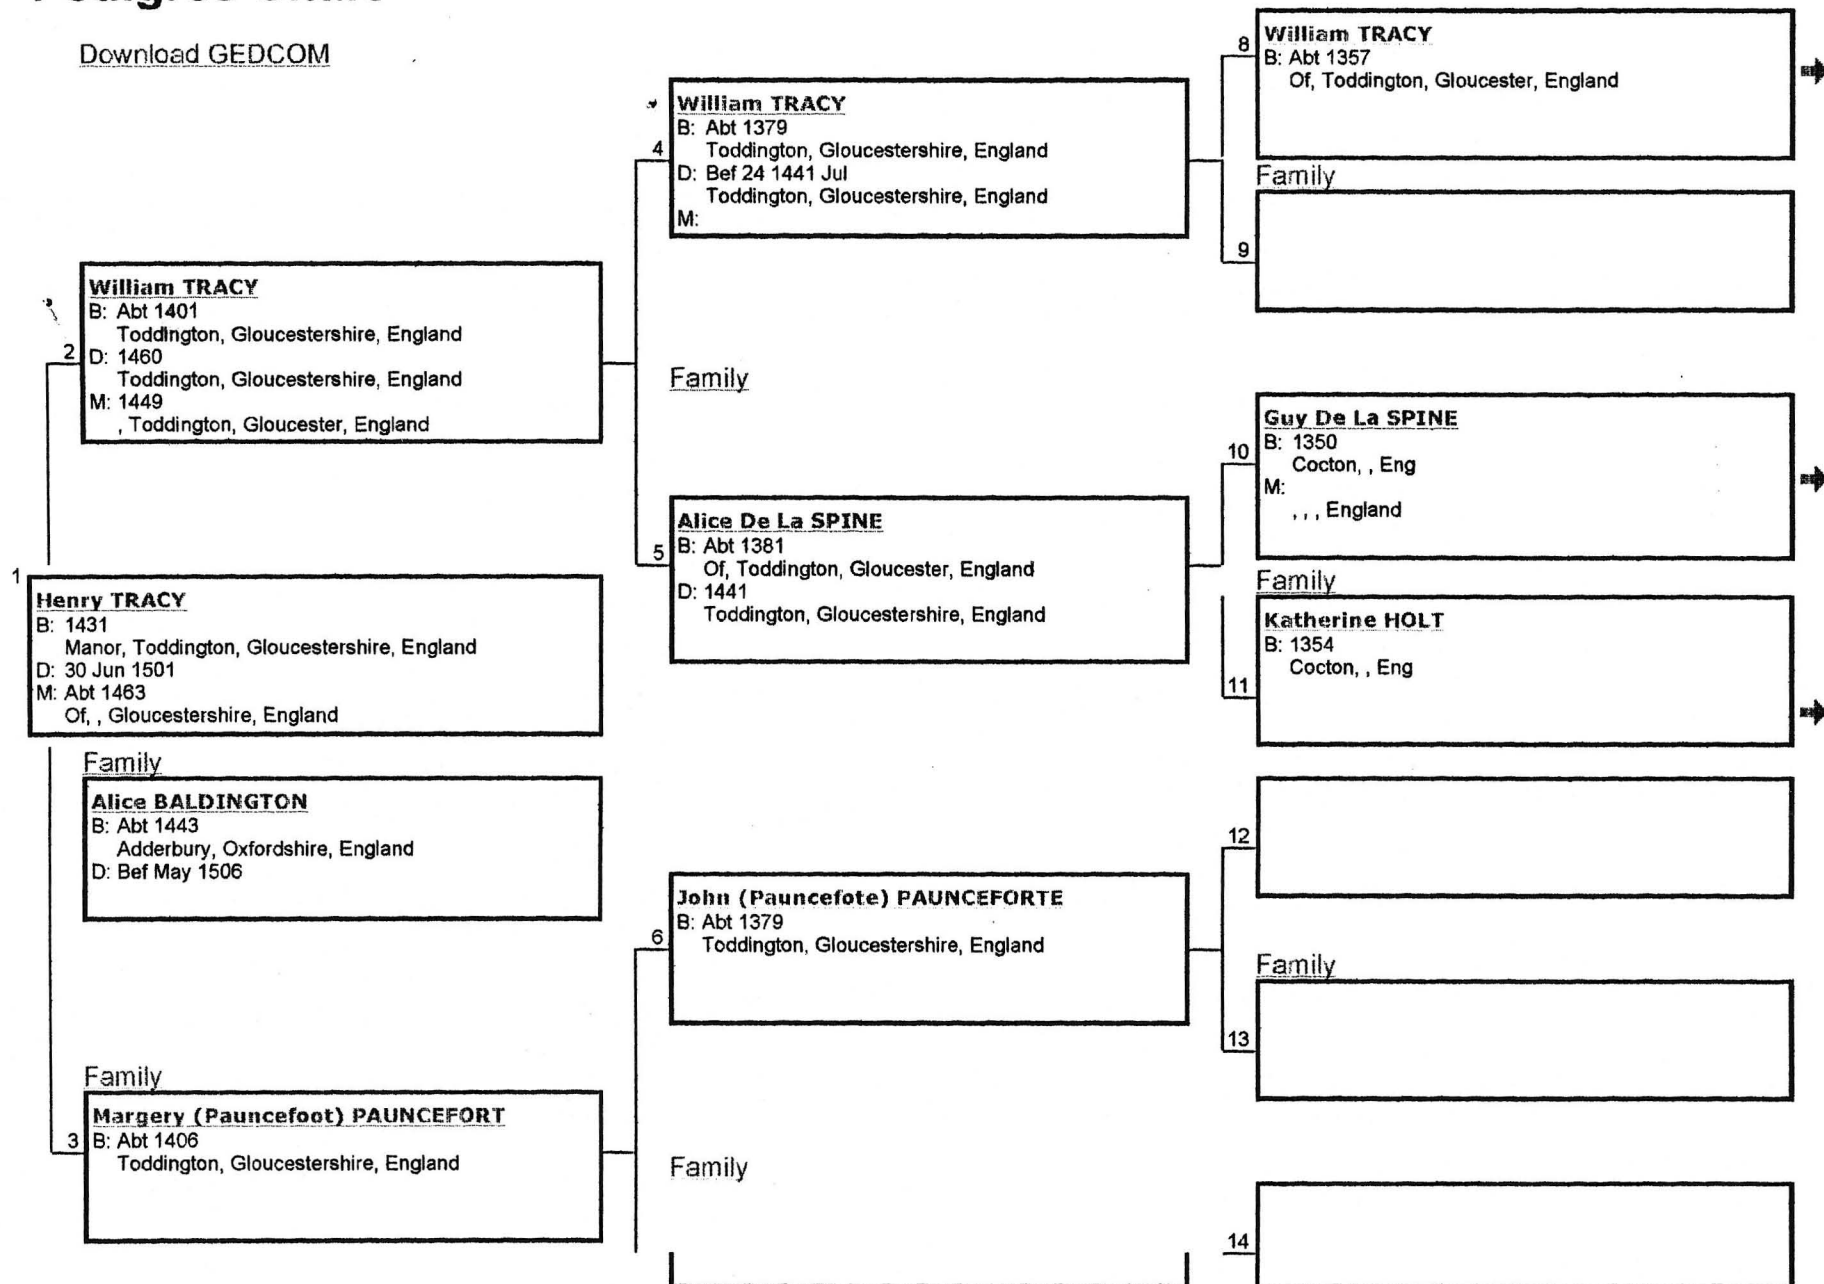 Download GEDCOM
8
William TRACY
B: Abt 1357
Of, Toddington, Gloucester, England
4
William TRACY
B: Abt 1379
Toddington, Gloucestershire, England
D: Bef 24 1441 Jul
Toddington, Gloucestershire, England
M:
Family
9
2
William TRACY
B: Abt 1401
Toddington, Gloucestershire, England
D: 1460
Toddington, Gloucestershire, England
M: 1449
, Toddington, Gloucester, England
Family
10
Guy De La SPINE
B: 1350
Cocton, , Eng
M:
, , , England
5
Alice De La SPINE
B: Abt 1381
Of, Toddington, Gloucester, England
D: 1441
Toddington, Gloucestershire, England
Family
11
Katherine HOLT
B: 1354
Cocton, , Eng
1
Henry TRACY
B: 1431
Manor, Toddington, Gloucestershire, England
D: 30 Jun 1501
M: Abt 1463
Of, , Gloucestershire, England
Family
Alice BALDINGTON
B: Abt 1443
Adderbury, Oxfordshire, England
D: Bef May 1506
12
6
John (Pauncefote) PAUNCEFORTE
B: Abt 1379
Toddington, Gloucestershire, England
Family
13
Family
3
Margery (Pauncefoot) PAUNCEFORT
B: Abt 1406
Toddington, Gloucestershire, England
Family
14